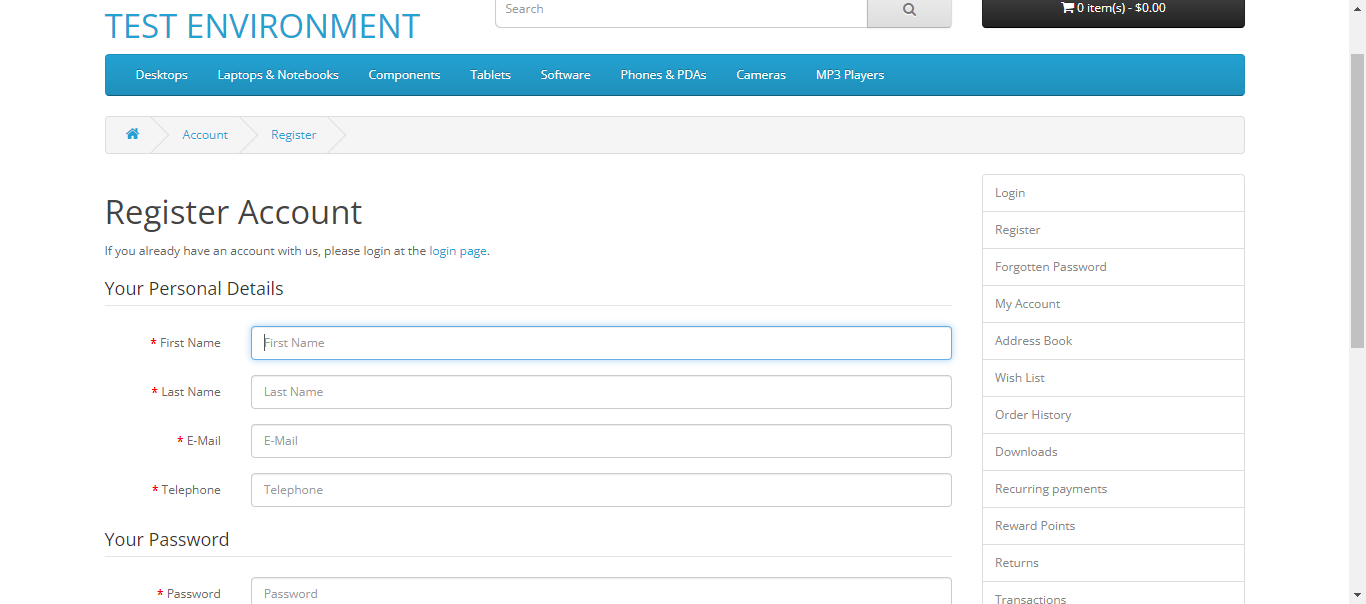 TEST ENVIRONMENT
Search
0 item(s) - $0.00
Desktops Laptops & Notebooks Components Tablets Software Phones & PDAs Cameras MP3 Players
Account Register
Register Account
If you already have an account with us, please login at the login page.
Your Personal Details
* First Name First Name
* Last Name Last Name
* E-Mail E-Mail
* Telephone Telephone
Your Password
* Password Password
Login
Register
Forgotten Password
My Account
Address Book
Wish List
Order History
Downloads
Recurring payments
Reward Points
Returns
Transactions